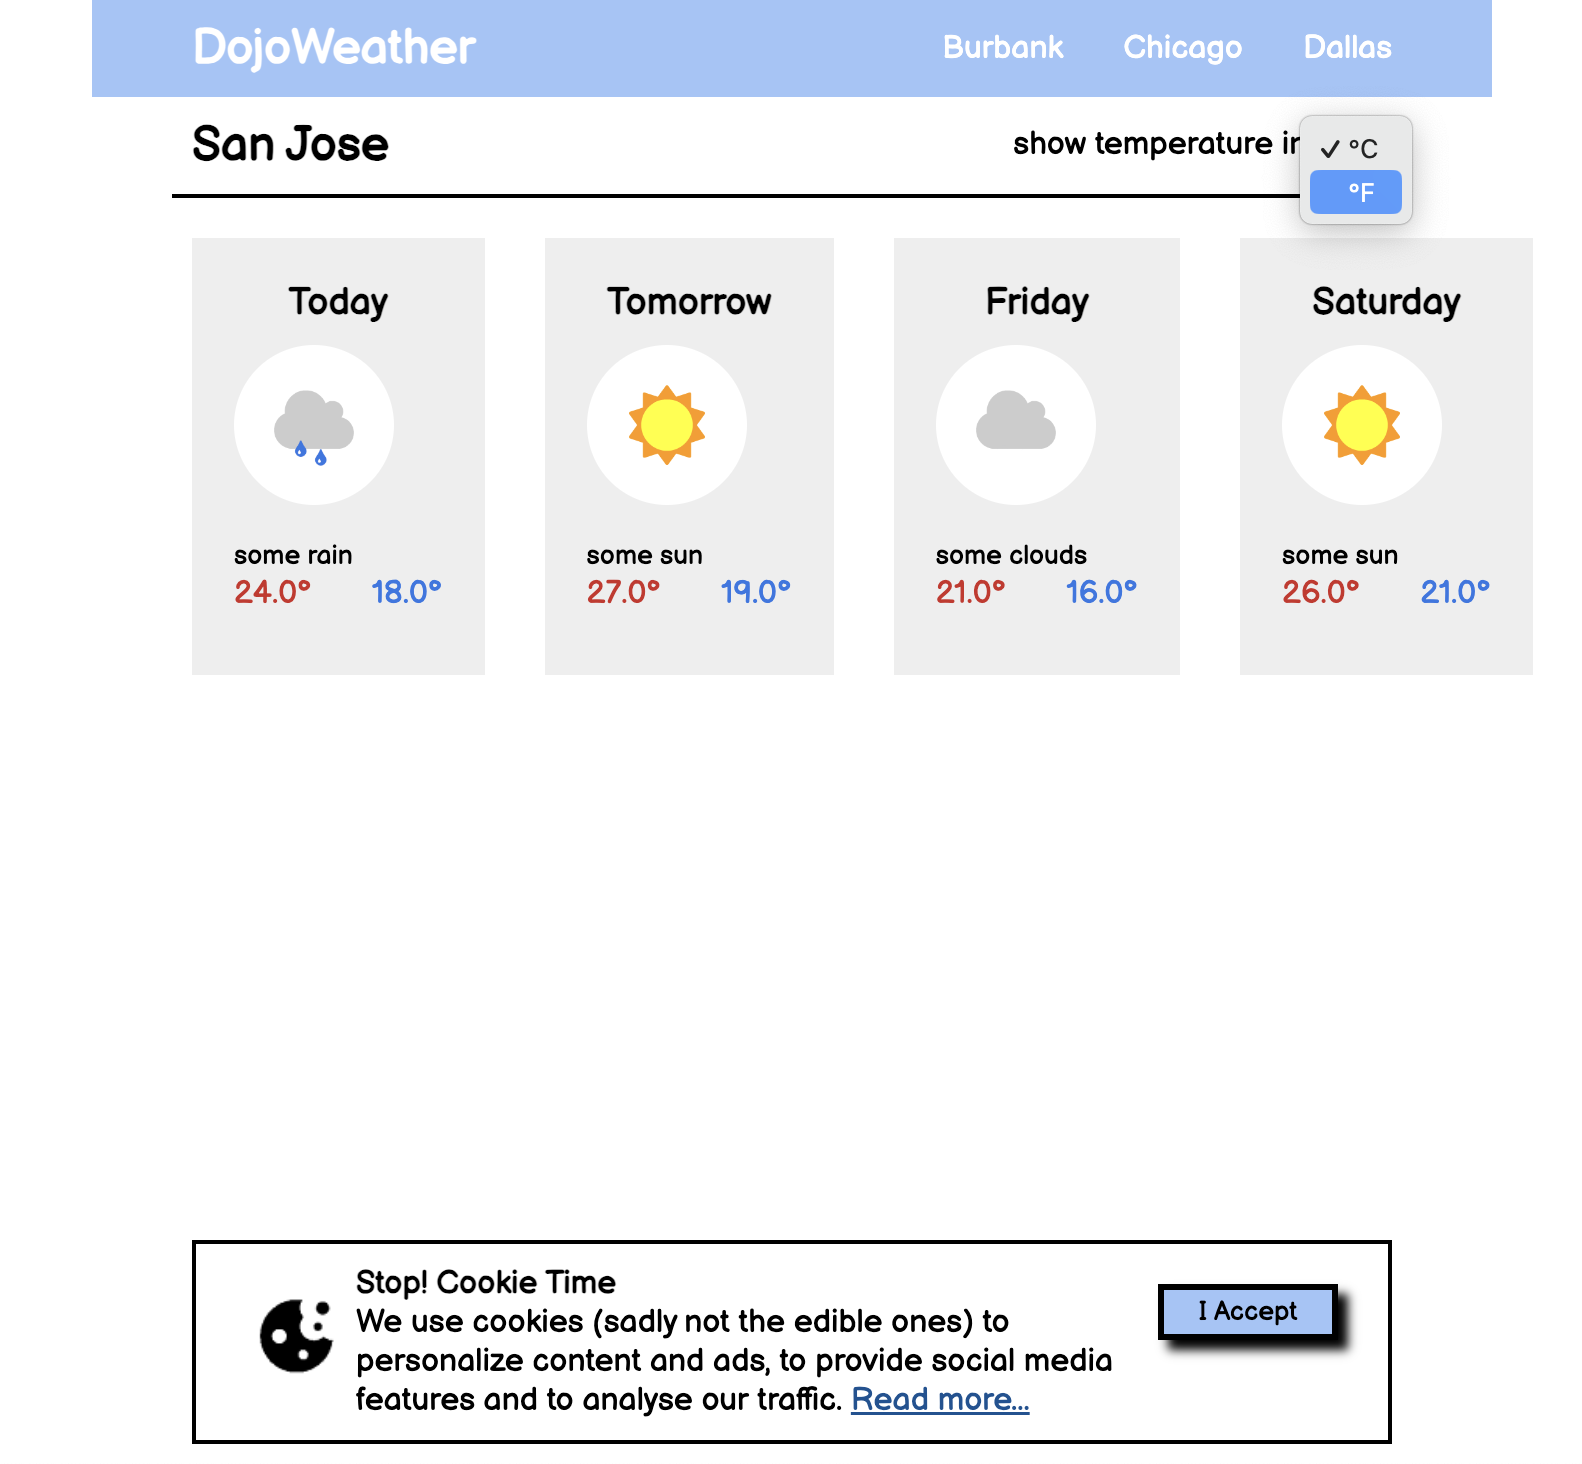 DojoWeather Burbank Chicago Dallas
San Jose show temperature in
✓ °C
°F
Today Tomorrow Friday Saturday
some rain some sun some clouds some sun
24.0° 18.0° 27.0° 19.0° 21.0° 16.0° 26.0° 21.0°
Stop! Cookie Time
We use cookies (sadly not the edible ones) to
personalize content and ads, to provide social media
features and to analyse our traffic. Read more...
I Accept